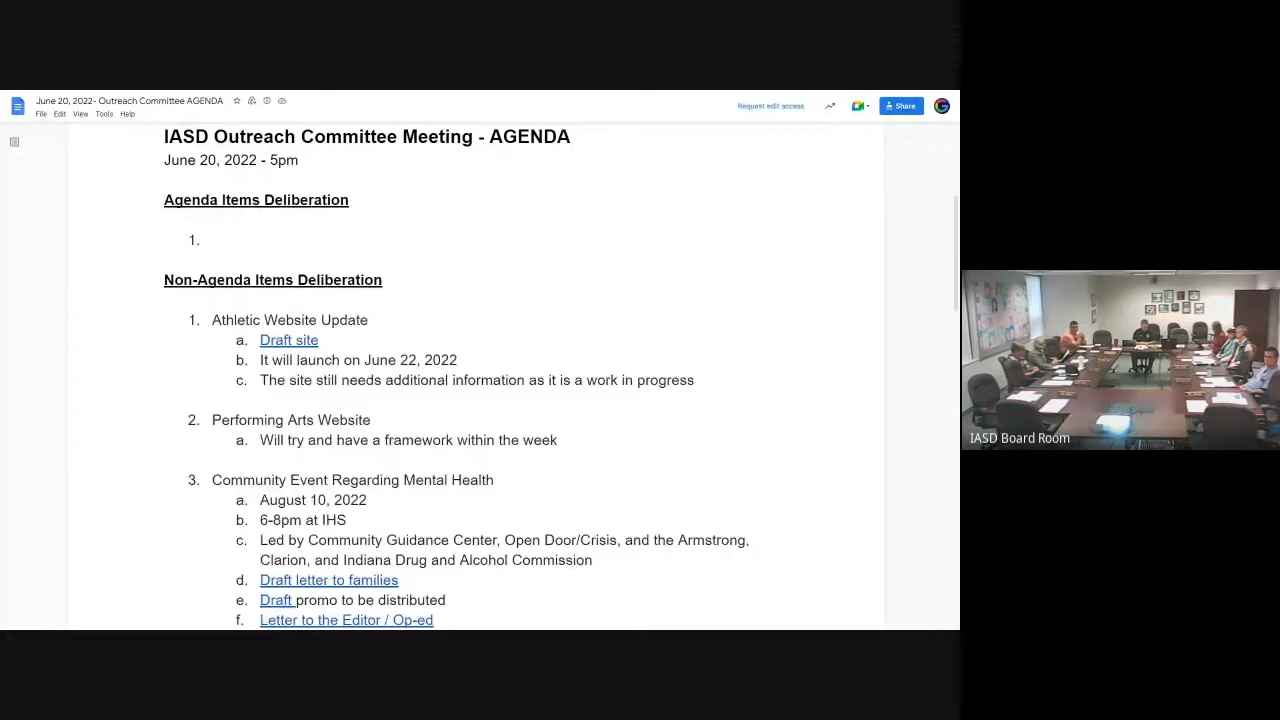 June 20, 2022- Outreach Committee AGENDA
File Edit View Tools Help
Request edit access
Share
IASD Outreach Committee Meeting - AGENDA
June 20, 2022 - 5pm
Agenda Items Deliberation
1.
Non-Agenda Items Deliberation
1. Athletic Website Update
a. Draft site
b. It will launch on June 22, 2022
c. The site still needs additional information as it is a work in progress
2. Performing Arts Website
a. Will try and have a framework within the week
3. Community Event Regarding Mental Health
a. August 10, 2022
b. 6-8pm at IHS
c. Led by Community Guidance Center, Open Door/Crisis, and the Armstrong,
Clarion, and Indiana Drug and Alcohol Commission
d. Draft letter to families
e. Draft promo to be distributed
f. Letter to the Editor / Op-ed
IASD Board Room